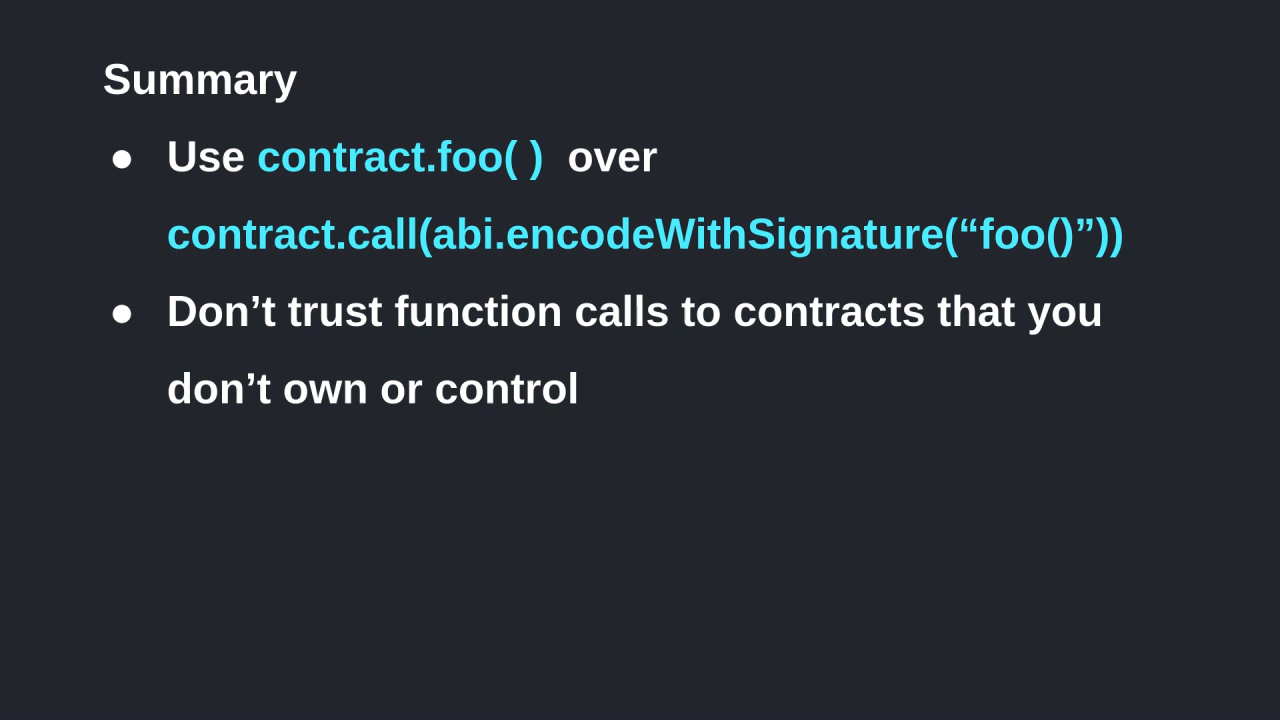 Summary
● Use contract.foo( )  over
contract.call(abi.encodeWithSignature(“foo()”))
● Don’t trust function calls to contracts that you
don’t own or control